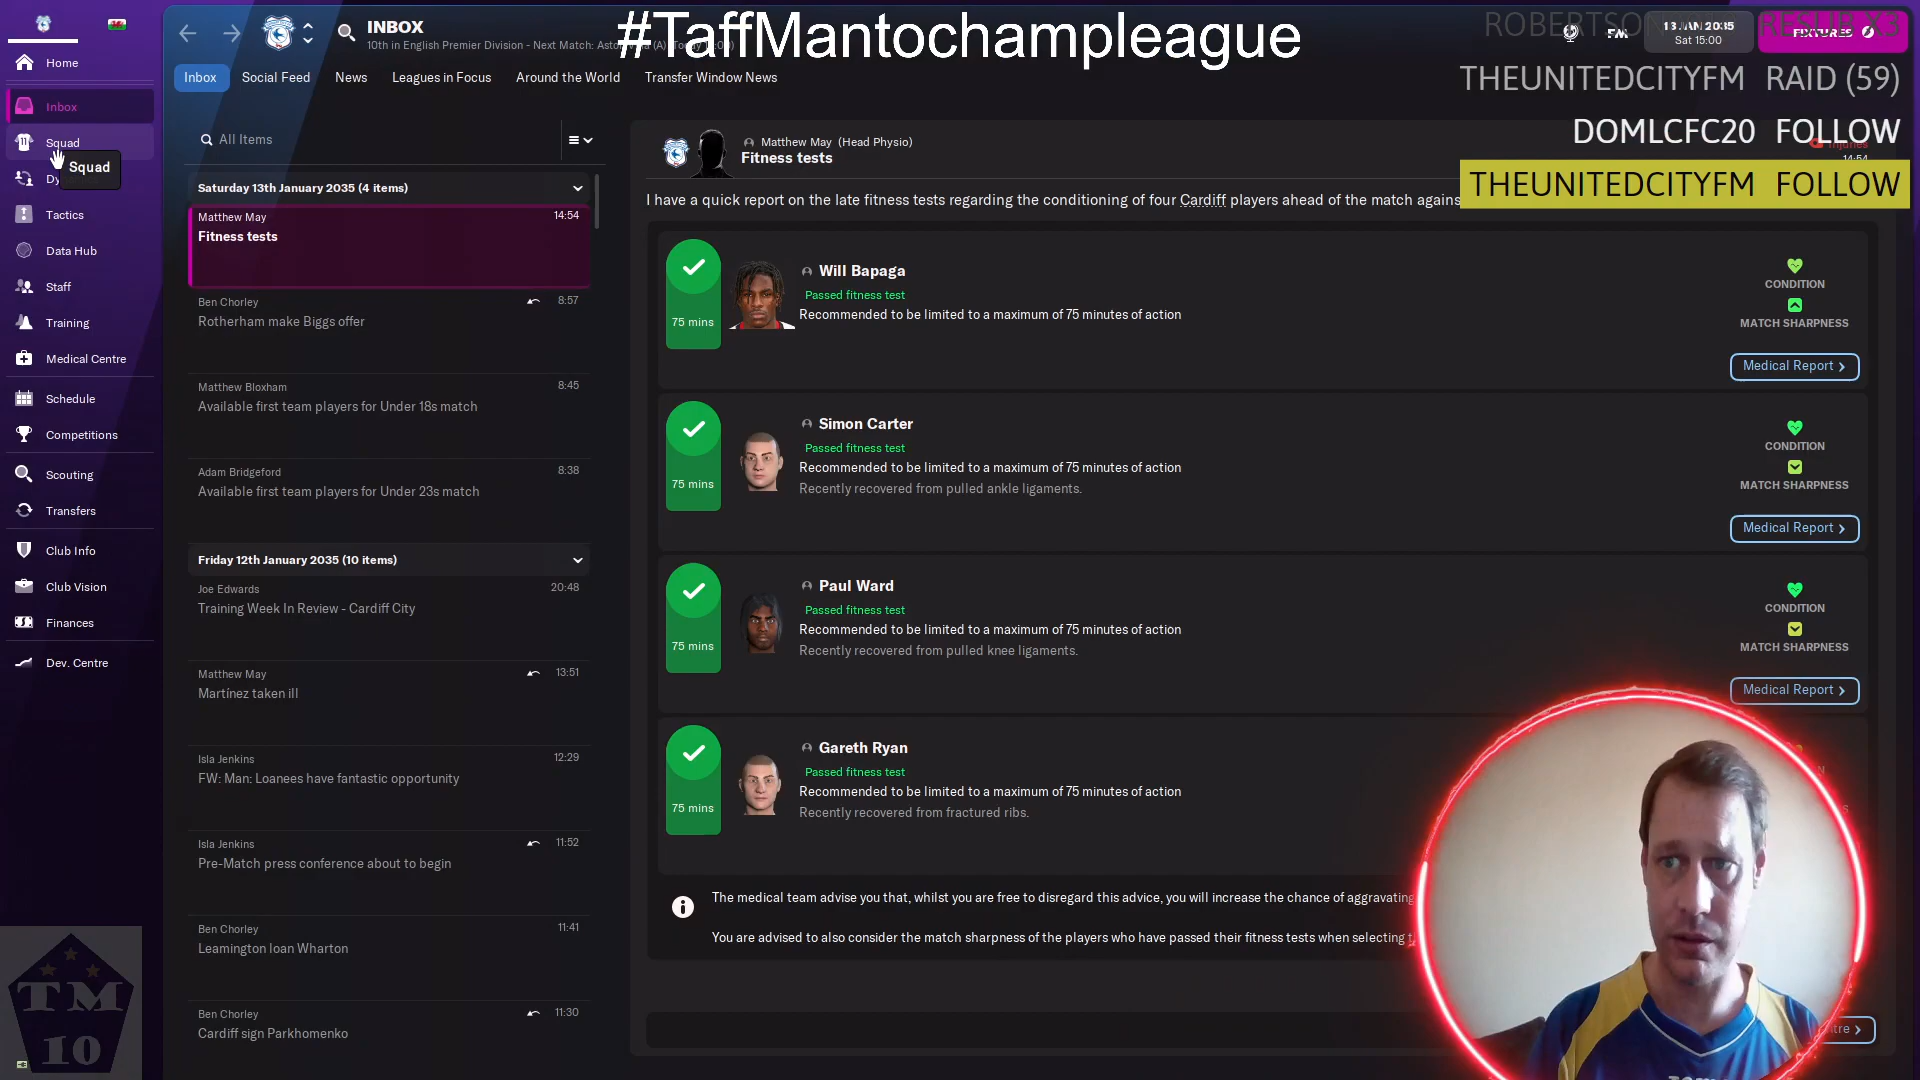 #TaffMantochampleague
INBOX
10th in English Premier Division - Next Match:
13 JAN 2035
Sat 15:00
FIXTURES
THEUNITEDCITYFM RAID (59)
DOMLCFC20 FOLLOW
THEUNITEDCITYFM FOLLOW
Home
Inbox
Squad
Squad
Tactics
Data Hub
Staff
Training
Medical Centre
Schedule
Competitions
Scouting
Transfers
Club Info
Club Vision
Finances
Dev. Centre
TM
10
Inbox Social Feed News Leagues in Focus Around the World Transfer Window News
All Items
Saturday 13th January 2035 (4 items)
Matthew May 14:54
Fitness tests
Ben Chorley 8:57
Rotherham make Biggs offer
Matthew Bloxham 8:45
Available first team players for Under 18s match
Adam Bridgeford 8:38
Available first team players for Under 23s match
Friday 12th January 2035 (10 items)
Joe Edwards 20:48
Training Week In Review - Cardiff City
Matthew May 13:51
Martínez taken ill
Isla Jenkins 12:29
FW: Man: Loanees have fantastic opportunity
Isla Jenkins 11:52
Pre-Match press conference about to begin
Ben Chorley 11:41
Leamington loan Wharton
Ben Chorley 11:30
Cardiff sign Parkhomenko
Matthew May (Head Physio)
Fitness tests
Injuries
14:54
I have a quick report on the late fitness tests regarding the conditioning of four Cardiff players ahead of the match
75 mins
Will Bapaga
Passed fitness test
Recommended to be limited to a maximum of 75 minutes of action
CONDITION
MATCH SHARPNESS
Medical Report
75 mins
Simon Carter
Passed fitness test
Recommended to be limited to a maximum of 75 minutes of action
Recently recovered from pulled ankle ligaments.
CONDITION
MATCH SHARPNESS
Medical Report
75 mins
Paul Ward
Passed fitness test
Recommended to be limited to a maximum of 75 minutes of action
Recently recovered from pulled knee ligaments.
CONDITION
MATCH SHARPNESS
Medical Report
75 mins
Gareth Ryan
Passed fitness test
Recommended to be limited to a maximum of 75 minutes of action
Recently recovered from fractured ribs.
The medical team advise you that, whilst you are free to disregard this advice, you will increase the chance of aggravating
You are advised to also consider the match sharpness of the players who have passed their fitness tests when selecting